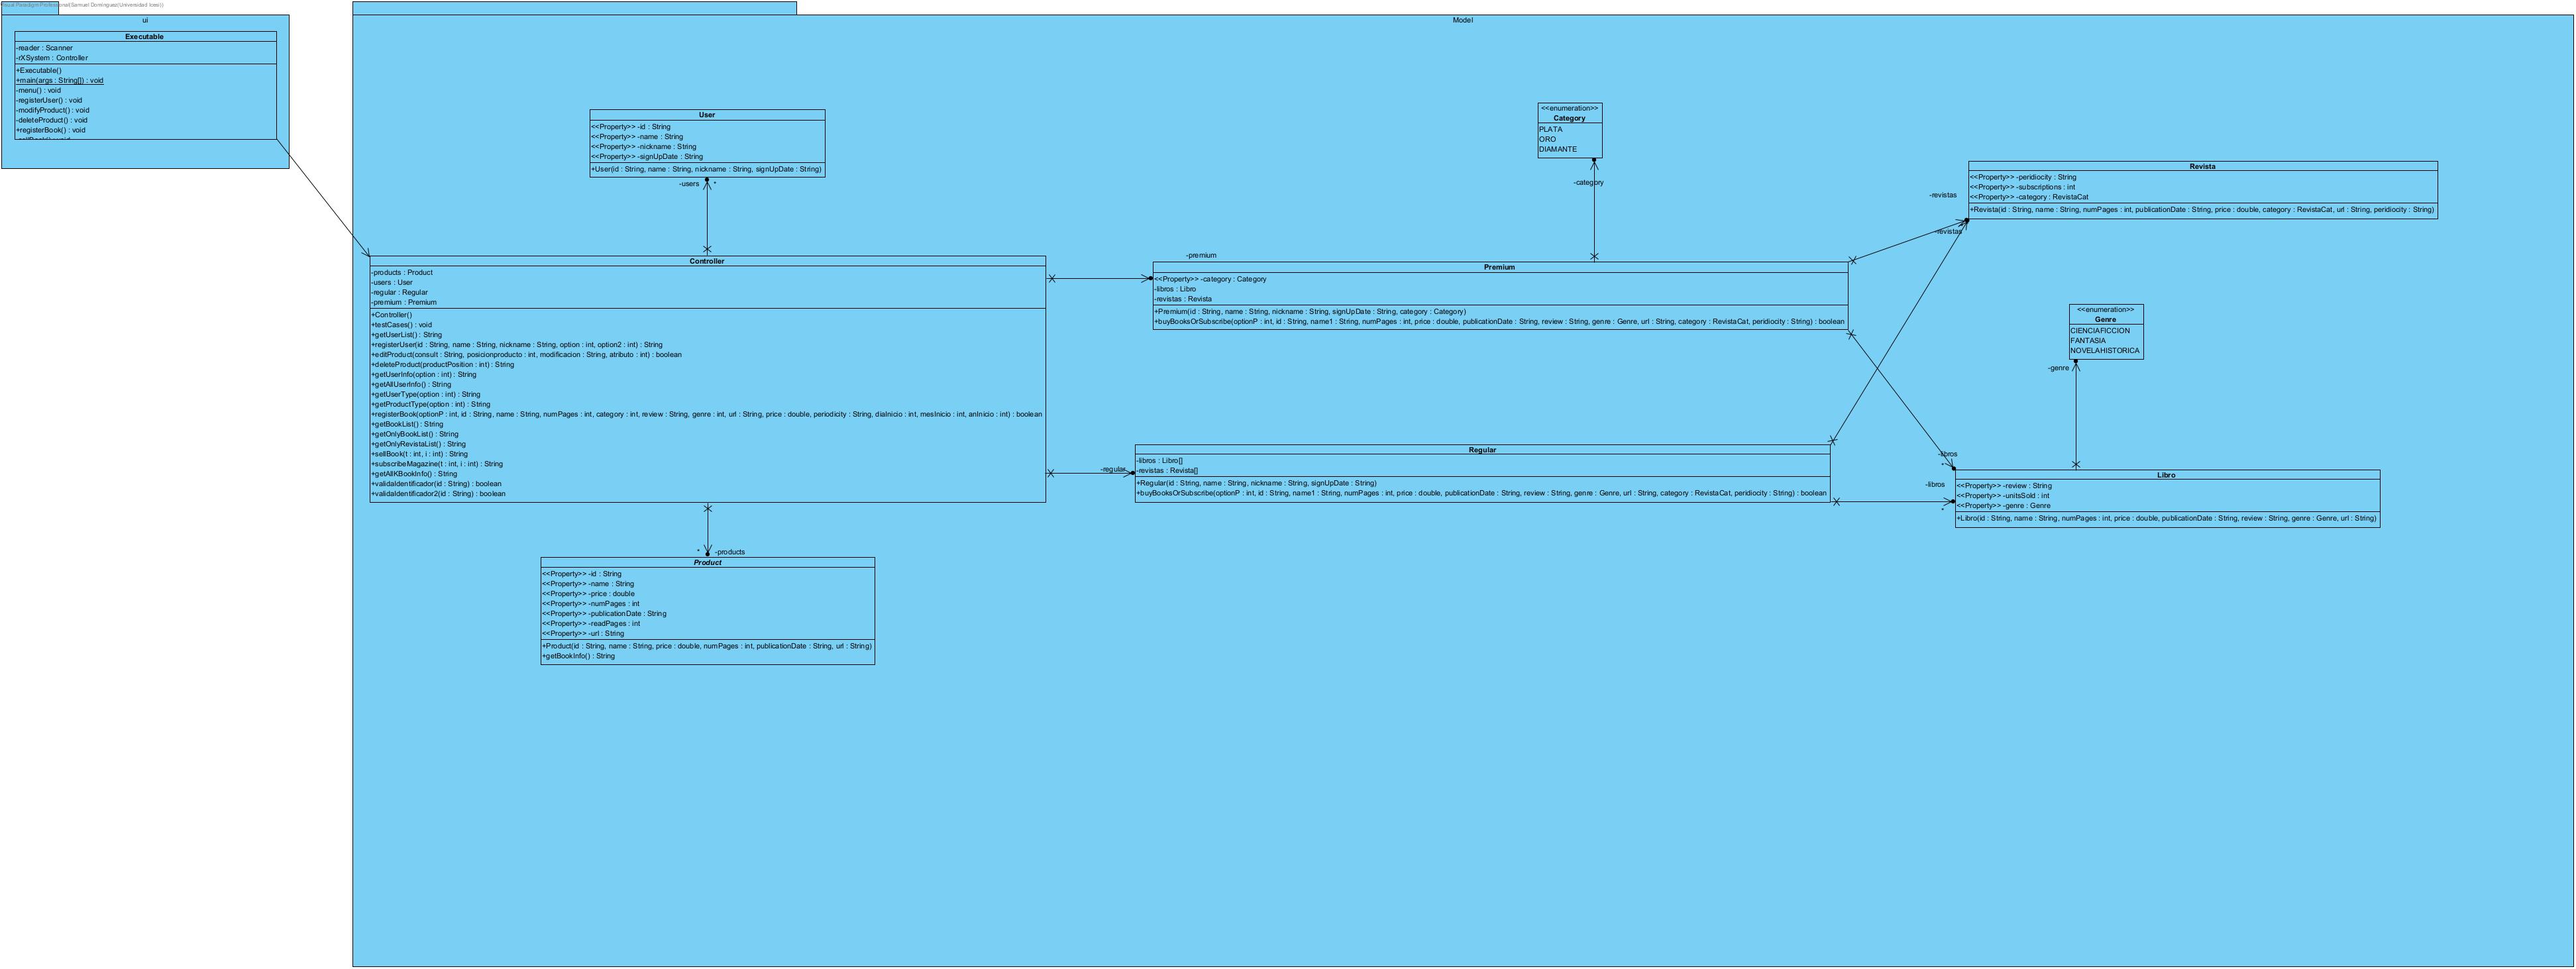 Visual Paradigm Professional(Samuel Dominguez(Universidad Icesi))
ui
Executable
-reader : Scanner
-rXSystem : Controller
+Executable()
+main(args : String[]) : void
-menu() : void
-registerUser() : void
-modifyProduct() : void
-deleteProduct() : void
+registerBook() : void
Model
User
<<Property>> -id : String
<<Property>> -name : String
<<Property>> -nickname : String
<<Property>> -signUpDate : String
+User(id : String, name : String, nickname : String, signUpDate : String)
-users
*
Controller
-products : Product
-users : User
-regular : Regular
-premium : Premium
+Controller()
+testCases() : void
+getUserList() : String
+registerUser(id : String, name : String, nickname : String, option : int, option2 : int) : String
+editProduct(consult : String, posicionproducto : int, modificacion : String, atributo : int) : boolean
+deleteProduct(productPosition : int) : String
+getUserInfo(option : int) : String
+getAllUserInfo() : String
+getUserType(option : int) : String
+getProductType(option : int) : String
+registerBook(optionP : int, id : String, name : String, numPages : int, category : int, review : String, genre : int, url : String, price : double, periodicity : String, diaInicio : int, mesInicio : int, anInicio : int) : boolean
+getBookList() : String
+getOnlyBookList() : String
+getOnlyRevistaList() : String
+sellBook(t : int, i : int) : String
+subscribeMagazine(t : int, i : int) : String
+getAllKBookInfo() : String
+validaIdentificador(id : String) : boolean
+validaIdentificador2(id : String) : boolean
*
-products
Product
<<Property>> -id : String
<<Property>> -name : String
<<Property>> -price : double
<<Property>> -numPages : int
<<Property>> -publicationDate : String
<<Property>> -readPages : int
<<Property>> -url : String
+Product(id : String, name : String, price : double, numPages : int, publicationDate : String, url : String)
+getBookInfo() : String
<<enumeration>>
Category
PLATA
ORO
DIAMANTE
-category
-premium
Premium
<<Property>> -category : Category
-libros : Libro
-revistas : Revista
+Premium(id : String, name : String, nickname : String, signUpDate : String, category : Category)
+buyBooksOrSubscribe(optionP : int, id : String, name1 : String, numPages : int, price : double, publicationDate : String, review : String, genre : Genre, url : String, category : RevistaCat, peridiocity : String) : boolean
-regular
Regular
-libros : Libro[]
-revistas : Revista[]
+Regular(id : String, name : String, nickname : String, signUpDate : String)
+buyBooksOrSubscribe(optionP : int, id : String, name1 : String, numPages : int, price : double, publicationDate : String, review : String, genre : Genre, url : String, category : RevistaCat, peridiocity : String) : boolean
-revistas
-revistas
Revista
<<Property>> -peridiocity : String
<<Property>> -subscriptions : int
<<Property>> -category : RevistaCat
+Revista(id : String, name : String, numPages : int, publicationDate : String, price : double, category : RevistaCat, url : String, peridiocity : String)
<<enumeration>>
Genre
CIENCIAFICCION
FANTASIA
NOVELAHISTORICA
-genre
-libros
*
-libros
*
Libro
<<Property>> -review : String
<<Property>> -unitsSold : int
<<Property>> -genre : Genre
+Libro(id : String, name : String, numPages : int, price : double, publicationDate : String, review : String, genre : Genre, url : String)